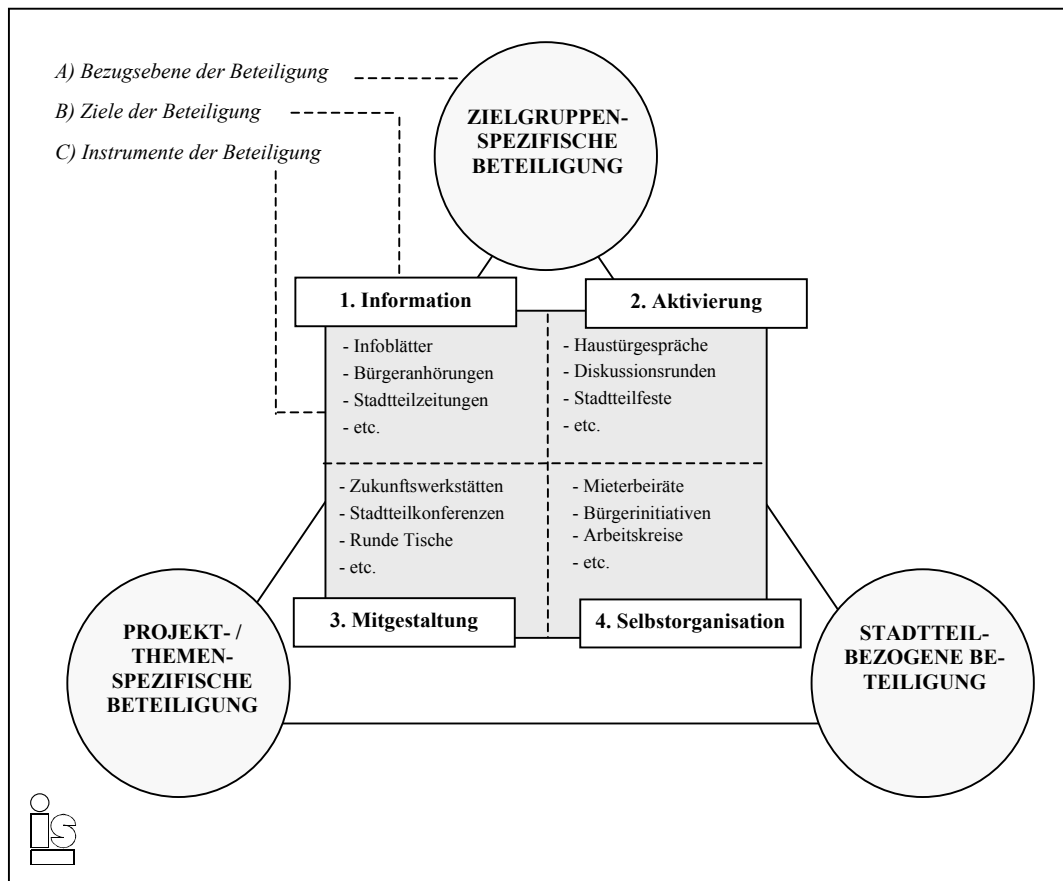 A) Bezugsebene der Beteiligung
B) Ziele der Beteiligung
C) Instrumente der Beteiligung
ZIELGRUPPEN-
SPEZIFISCHE
BETEILIGUNG
1. Information
- Infoblätter
- Bürgeranhörungen
- Stadtteilzeitungen
- etc.
2. Aktivierung
- Haustürgespräche
- Diskussionsrunden
- Stadtteilfeste
- etc.
- Zukunftswerkstätten
- Stadtteilkonferenzen
- Runde Tische
- etc.
3. Mitgestaltung
- Mieterbeiräte
- Bürgerinitiativen
- Arbeitskreise
- etc.
4. Selbstorganisation
PROJEKT- /
THEMEN-
SPEZIFISCHE
BETEILIGUNG
STADTTEIL-
BEZOGENE BE-
TEILIGUNG
is